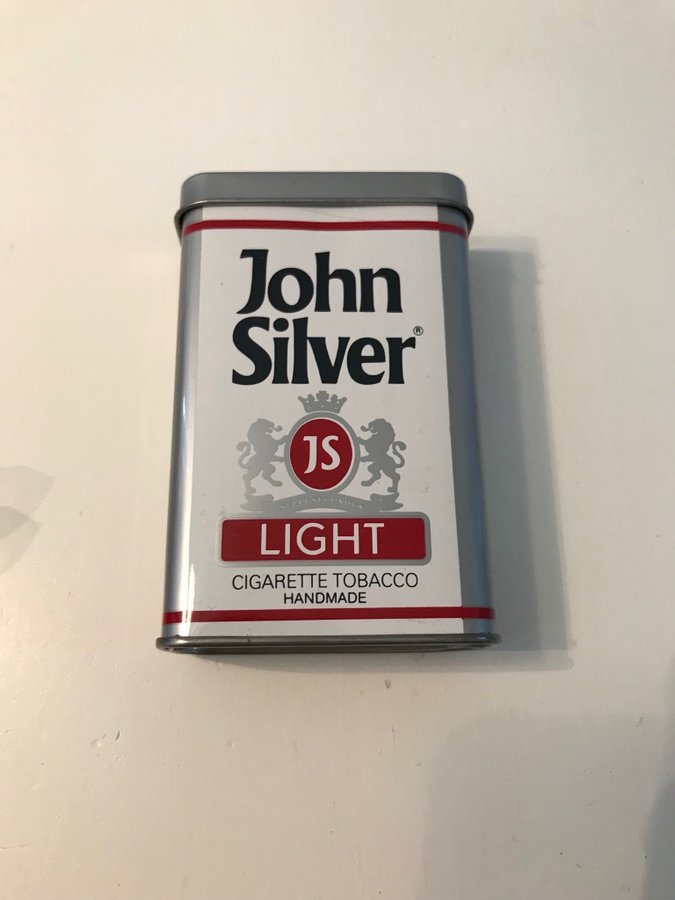 John
Silver®
JS
LIGHT
CIGARETTE TOBACCO
HANDMADE